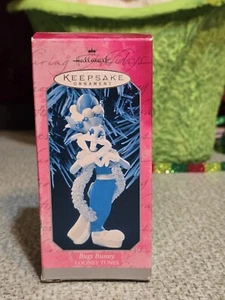 Hallmark
KEEPSAKE
ORNAMENT
Bugs Bunny
LOONEY TUNES